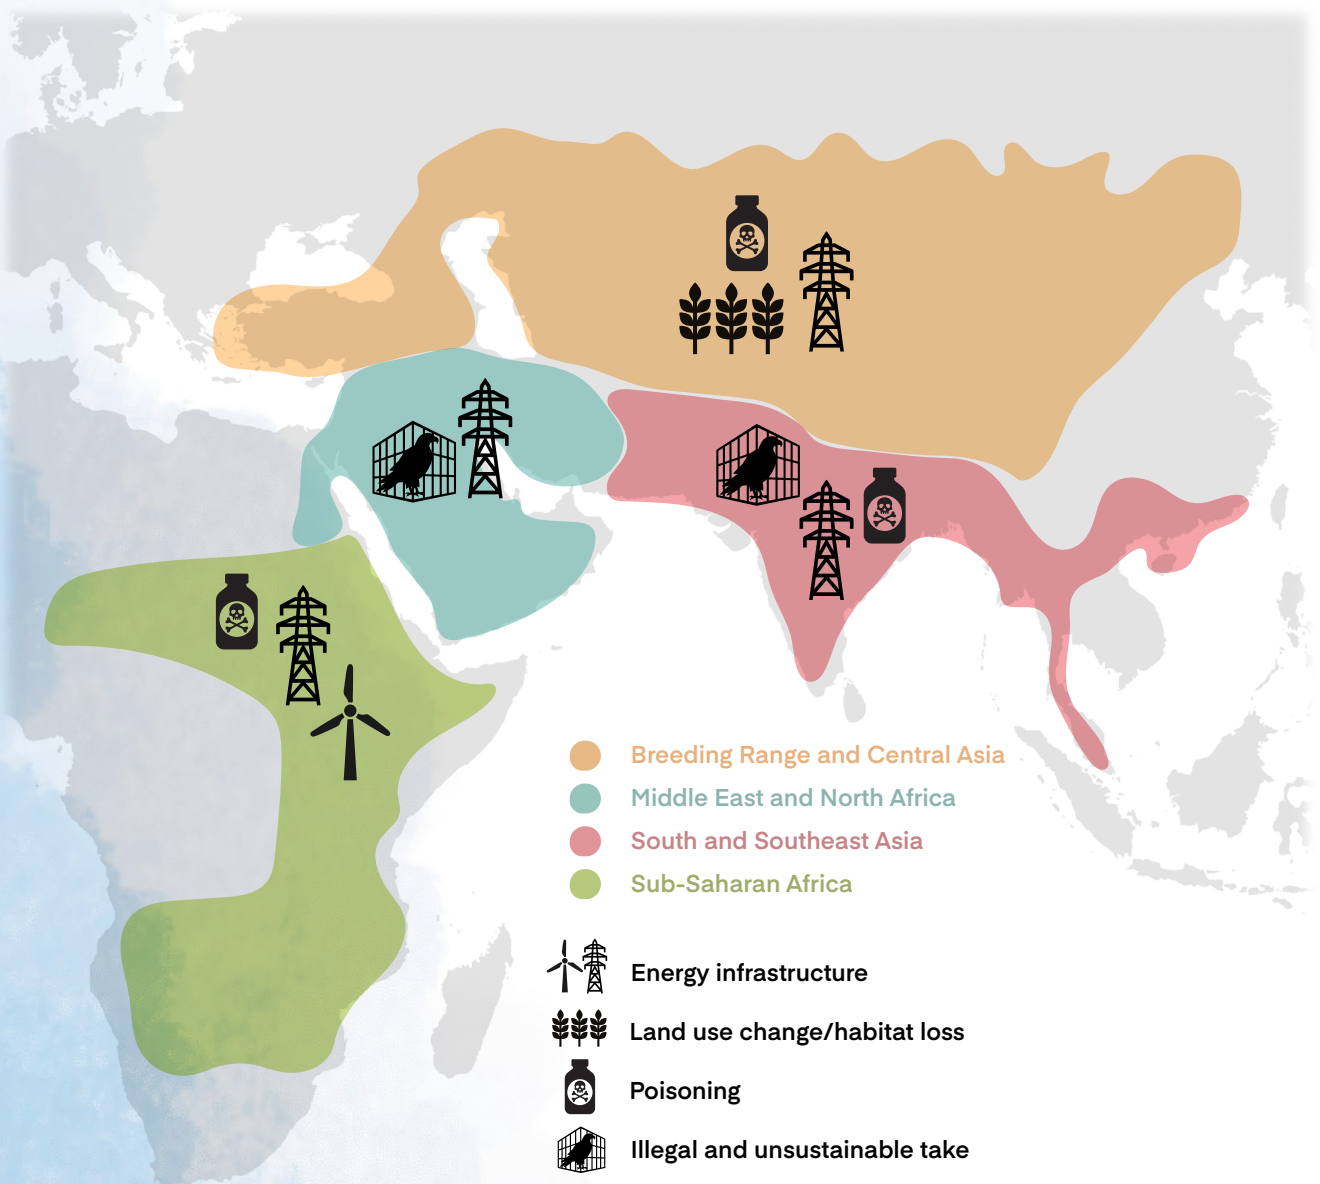 Breeding Range and Central Asia
Middle East and North Africa
South and Southeast Asia
Sub-Saharan Africa
Energy infrastructure
Land use change/habitat loss
Poisoning
Illegal and unsustainable take